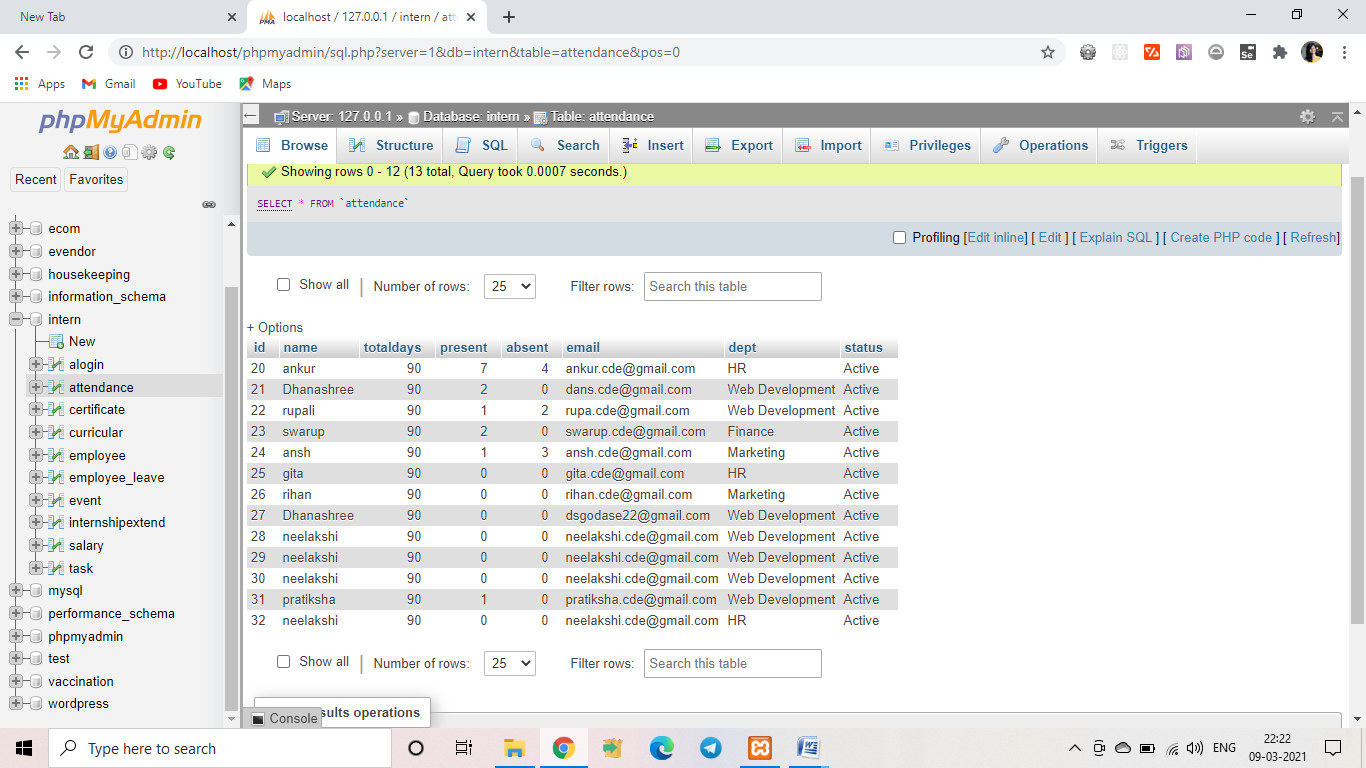 New Tab
localhost / 127.0.0.1 / intern / att
http://localhost/phpmyadmin/sql.php?server=1&db=intern&table=attendance&pos=0
Apps Gmail YouTube Maps
phpMyAdmin
Recent Favorites
ecom
evendor
housekeeping
information_schema
intern
New
alogin
attendance
certificate
curricular
employee
employee_leave
event
internshipextend
salary
task
mysql
performance_schema
phpmyadmin
test
vaccination
wordpress
Server: 127.0.0.1 » Database: intern » Table: attendance
Browse Structure SQL Search Insert Export Import Privileges Operations Triggers
Showing rows 0 - 12 (13 total, Query took 0.0007 seconds.)
SELECT * FROM `attendance`
Profiling [Edit inline] [ Edit ] [ Explain SQL ] [ Create PHP code ] [ Refresh]
Show all | Number of rows: 25 Filter rows: Search this table
+ Options
id name totaldays present absent email dept status
20 ankur 90 7 4 ankur.cde@gmail.com HR Active
21 Dhanashree 90 2 0 dans.cde@gmail.com Web Development Active
22 rupali 90 1 2 rupa.cde@gmail.com Web Development Active
23 swarup 90 2 0 swarup.cde@gmail.com Finance Active
24 ansh 90 1 3 ansh.cde@gmail.com Marketing Active
25 gita 90 0 0 gita.cde@gmail.com HR Active
26 rihan 90 0 0 rihan.cde@gmail.com Marketing Active
27 Dhanashree 90 0 0 dsgodase22@gmail.com Web Development Active
28 neelakshi 90 0 0 neelakshi.cde@gmail.com Web Development Active
29 neelakshi 90 0 0 neelakshi.cde@gmail.com Web Development Active
30 neelakshi 90 0 0 neelakshi.cde@gmail.com Web Development Active
31 pratiksha 90 1 0 pratiksha.cde@gmail.com Web Development Active
32 neelakshi 90 0 0 neelakshi.cde@gmail.com HR Active
Show all | Number of rows: 25 Filter rows: Search this table
sults operations
Console
Type here to search
ENG
22:22
09-03-2021